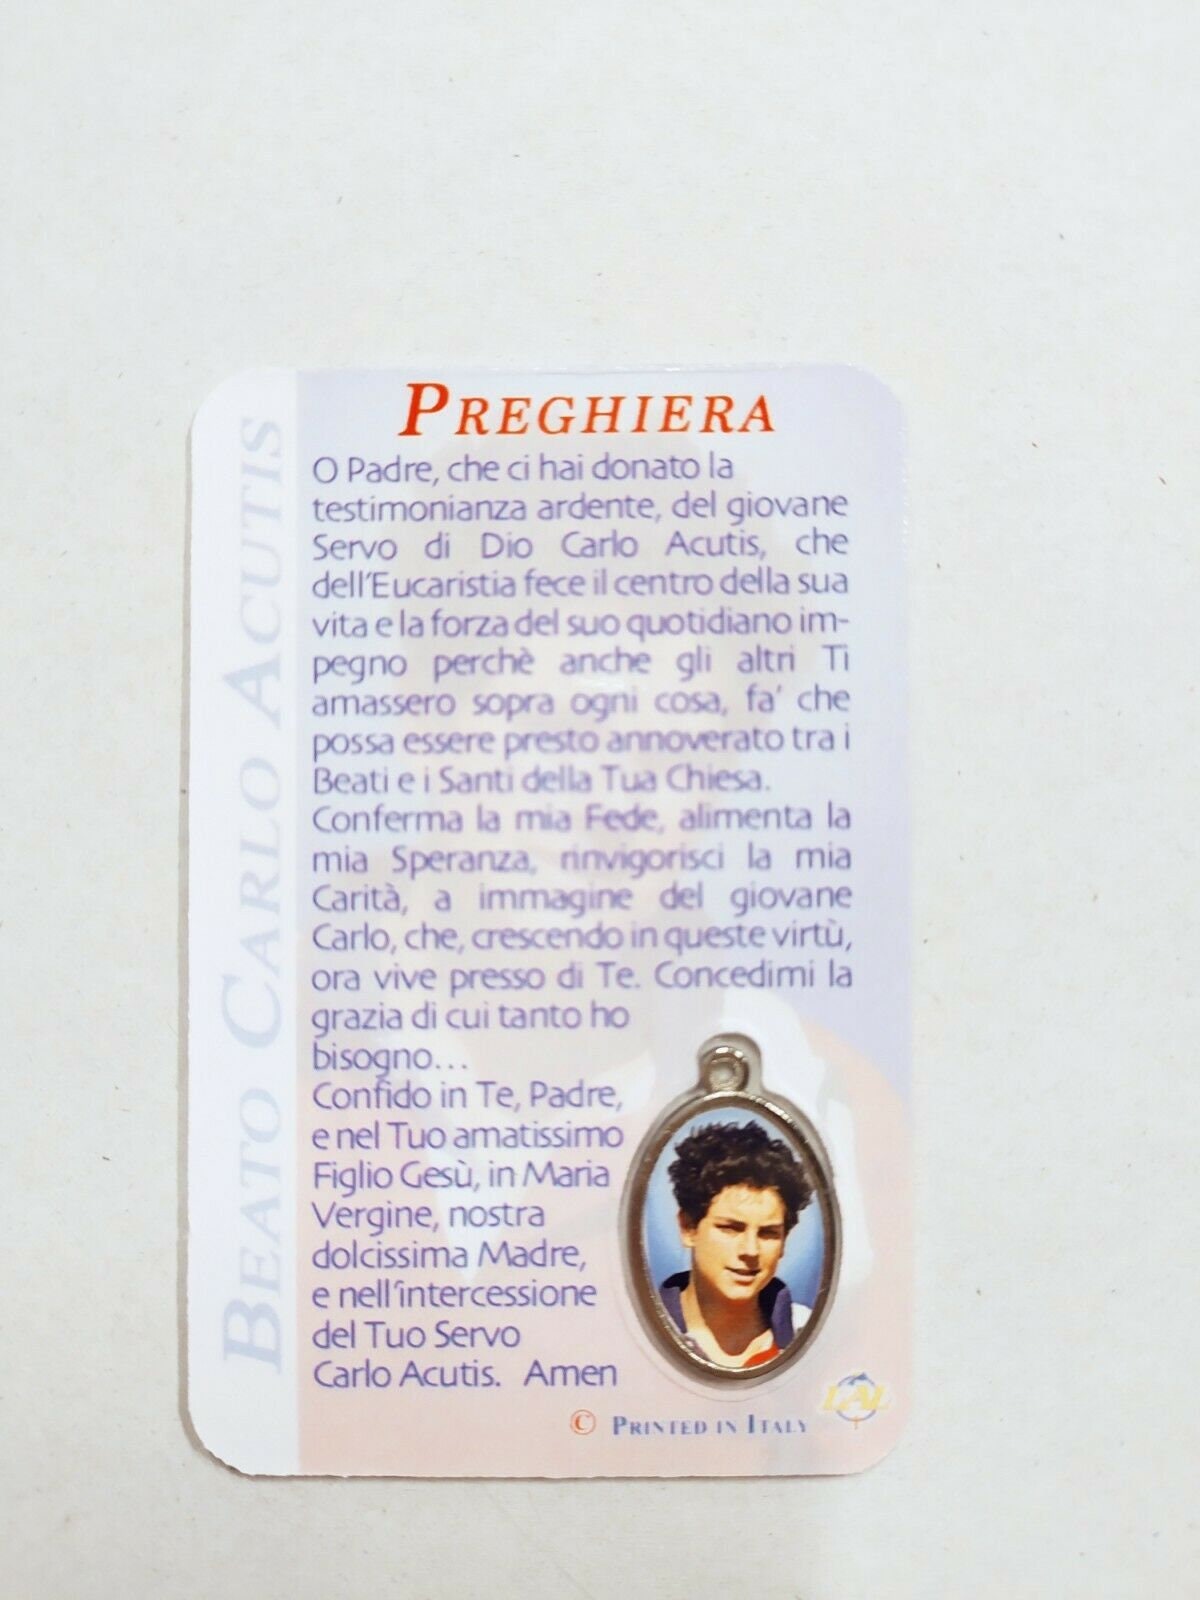 PREGHIERA
O Padre, che ci hai donato la
testimonianza ardente, del giovane
Servo di Dio Carlo Acutis, che
dell'Eucaristia fece il centro della sua
vita e la forza del suo quotidiano im-
pegno perchè anche gli altri Ti
amassero sopra ogni cosa, fa' che
possa essere presto annoverato tra i
Beati e i Santi della Tua Chiesa.
Conferma la mia Fede, alimenta la
mia Speranza, rinvigorisci la mia
Carità, a immagine del giovane
Carlo, che, crescendo in queste virtù,
ora vive presso di Te. Concedimi la
grazia di cui tanto ho
bisogno...
Confido in Te, Padre,
e nel Tuo amatissimo
Figlio Gesù, in Maria
Vergine, nostra
dolcissima Madre,
e nell'intercessione
del Tuo Servo
Carlo Acutis. Amen
© PRINTED IN ITALY
LAL
BEATO CARLO ACUTIS